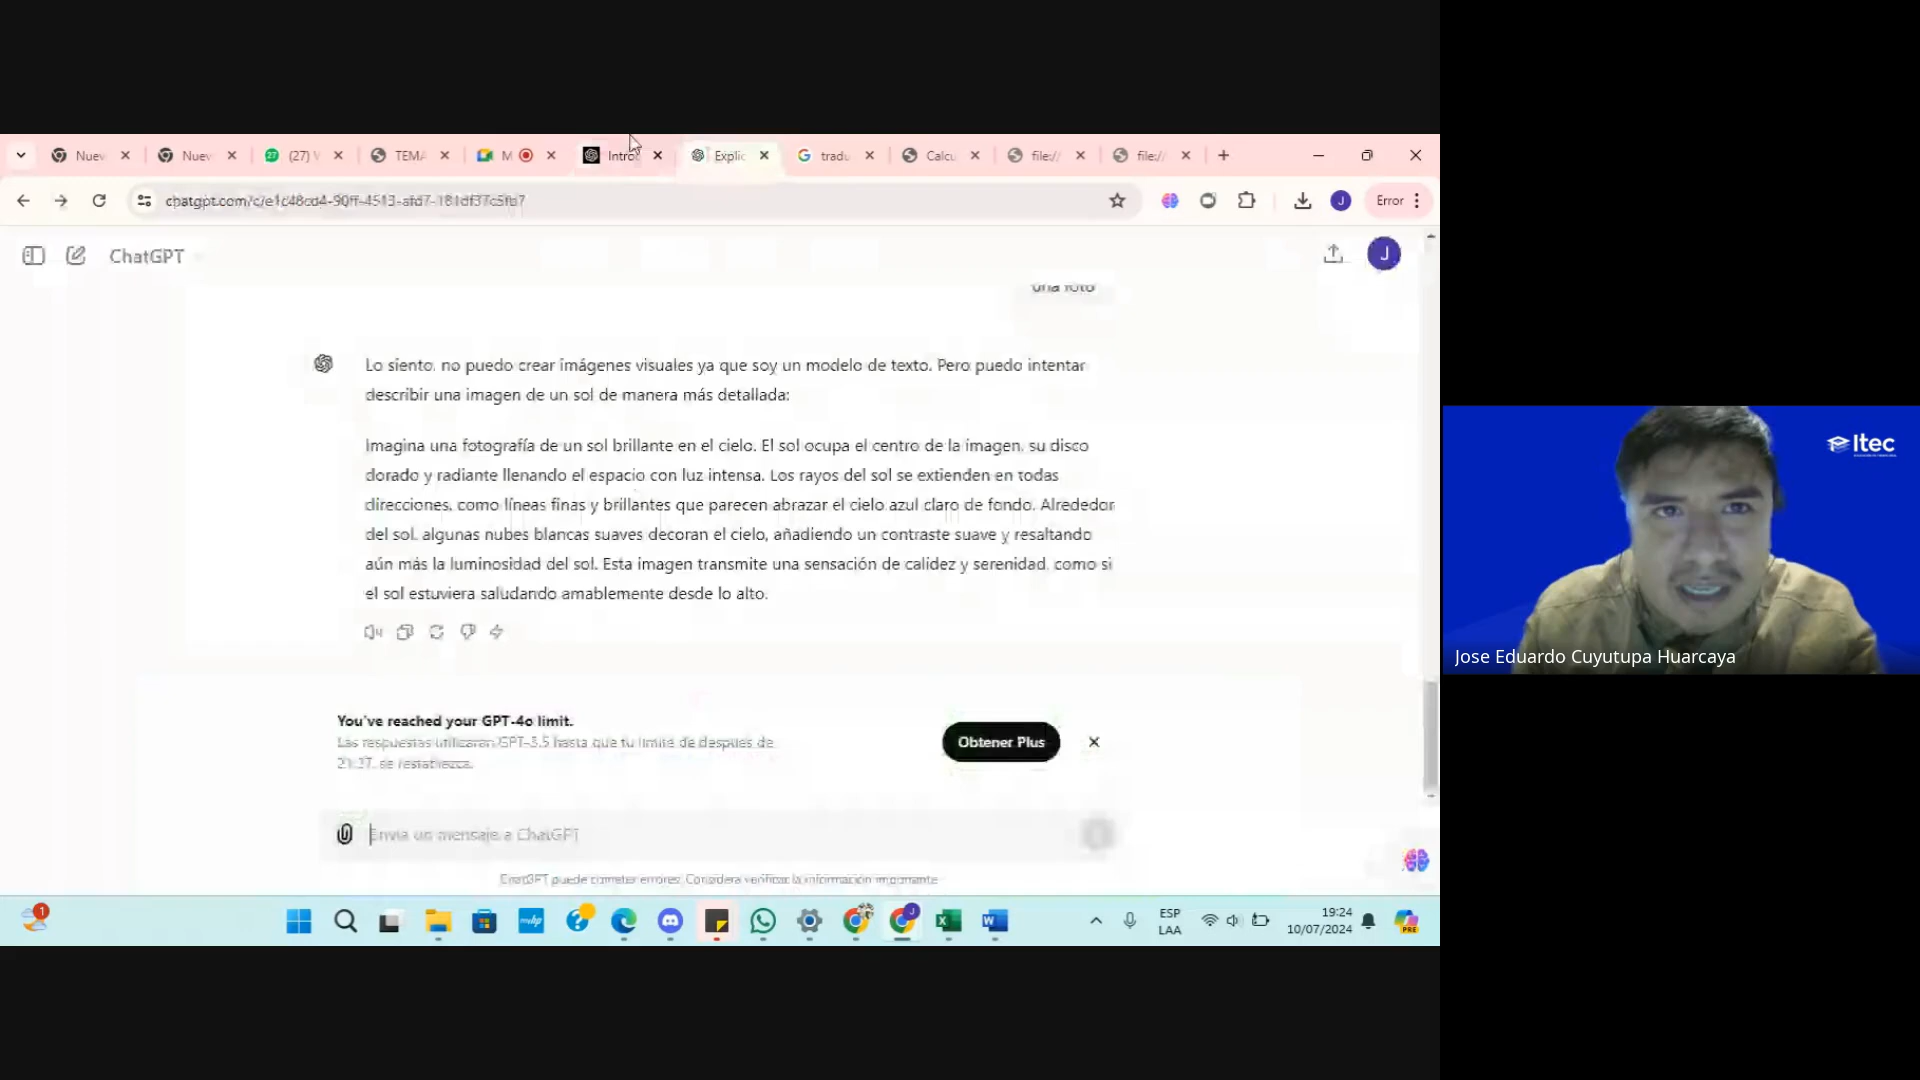 Nuev
Nuev
27
(27)
TEMA
M
Introd
Explic
tradu
Calcu
file://
file://
chatgpt.com/c/e1c48cd4-90ff-4513-afd7-181df37c5fb7
J
Error
ChatGPT
J
una foto
Lo siento, no puedo crear imágenes visuales ya que soy un modelo de texto. Pero puedo intentar
describir una imagen de un sol de manera más detallada:
Imagina una fotografía de un sol brillante en el cielo. El sol ocupa el centro de la imagen, su disco
dorado y radiante llenando el espacio con luz intensa. Los rayos del sol se extienden en todas
direcciones, como líneas finas y brillantes que parecen abrazar el cielo azul claro de fondo. Alrededor
del sol, algunas nubes blancas suaves decoran el cielo, añadiendo un contraste suave y resaltando
aún más la luminosidad del sol. Esta imagen transmite una sensación de calidez y serenidad, como si
el sol estuviera saludando amablemente desde lo alto.
You've reached your GPT-4o limit.
Las respuestas utilizarán GPT-3.5 hasta que tu límite de después de
21:27. se restablezca.
Obtener Plus
Envía un mensaje a ChatGPT
ChatGPT puede cometer errores. Considera verificar la información importante.
1
myhp
J
ESP
LAA
19:24
10/07/2024
PRE
Itec
Jose Eduardo Cuyutupa Huarcaya